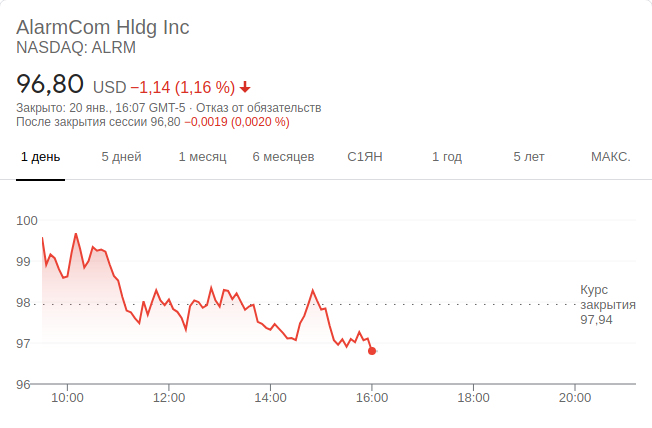 AlarmCom Hldg Inc
NASDAQ: ALRM
96,80 USD −1,14 (1,16 %)
Закрыто: 20 янв., 16:07 GMT-5 · Отказ от обязательств
После закрытия сессии 96,80 −0,0019 (0,0020 %)
1 день 5 дней 1 месяц 6 месяцев С1ЯН 1 год 5 лет МАКС.
100
99
98
97
96
Курс
закрытия
97,94
10:00 12:00 14:00 16:00 18:00 20:00